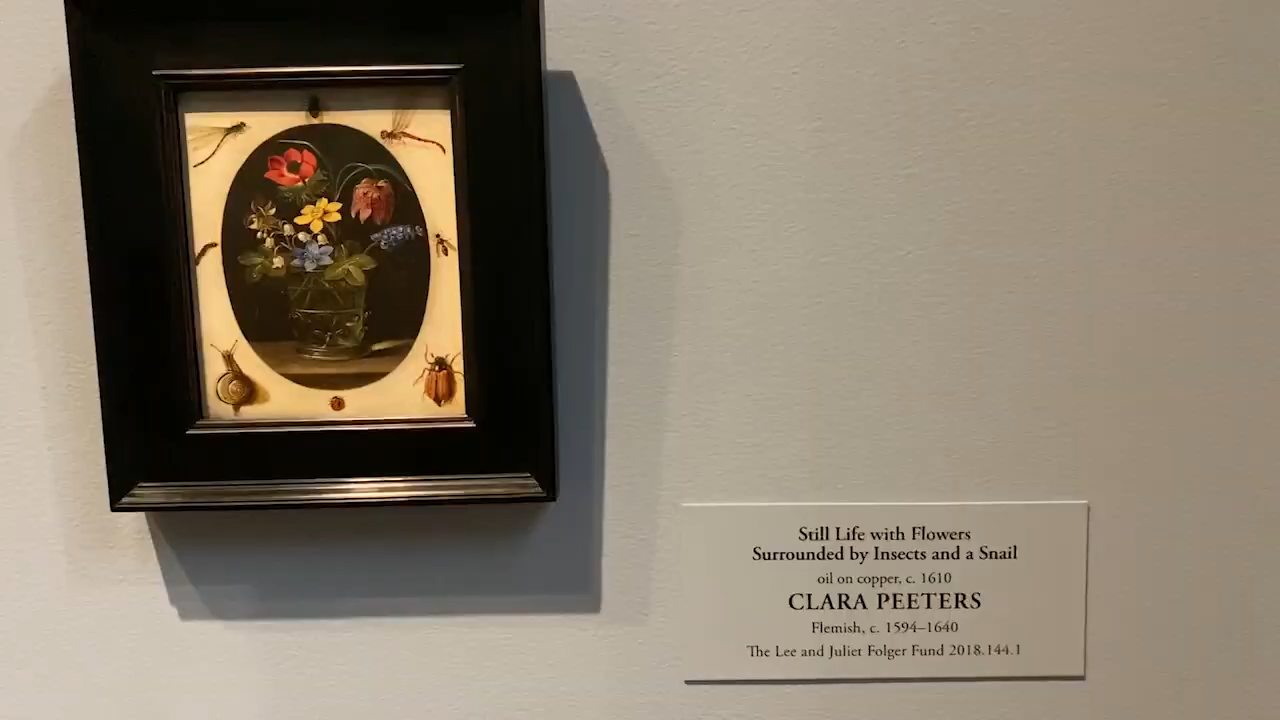 Still Life with Flowers
Surrounded by Insects and a Snail
oil on copper, c. 1610
CLARA PEETERS
Flemish, c. 1594–1640
The Lee and Juliet Folger Fund 2018.144.1